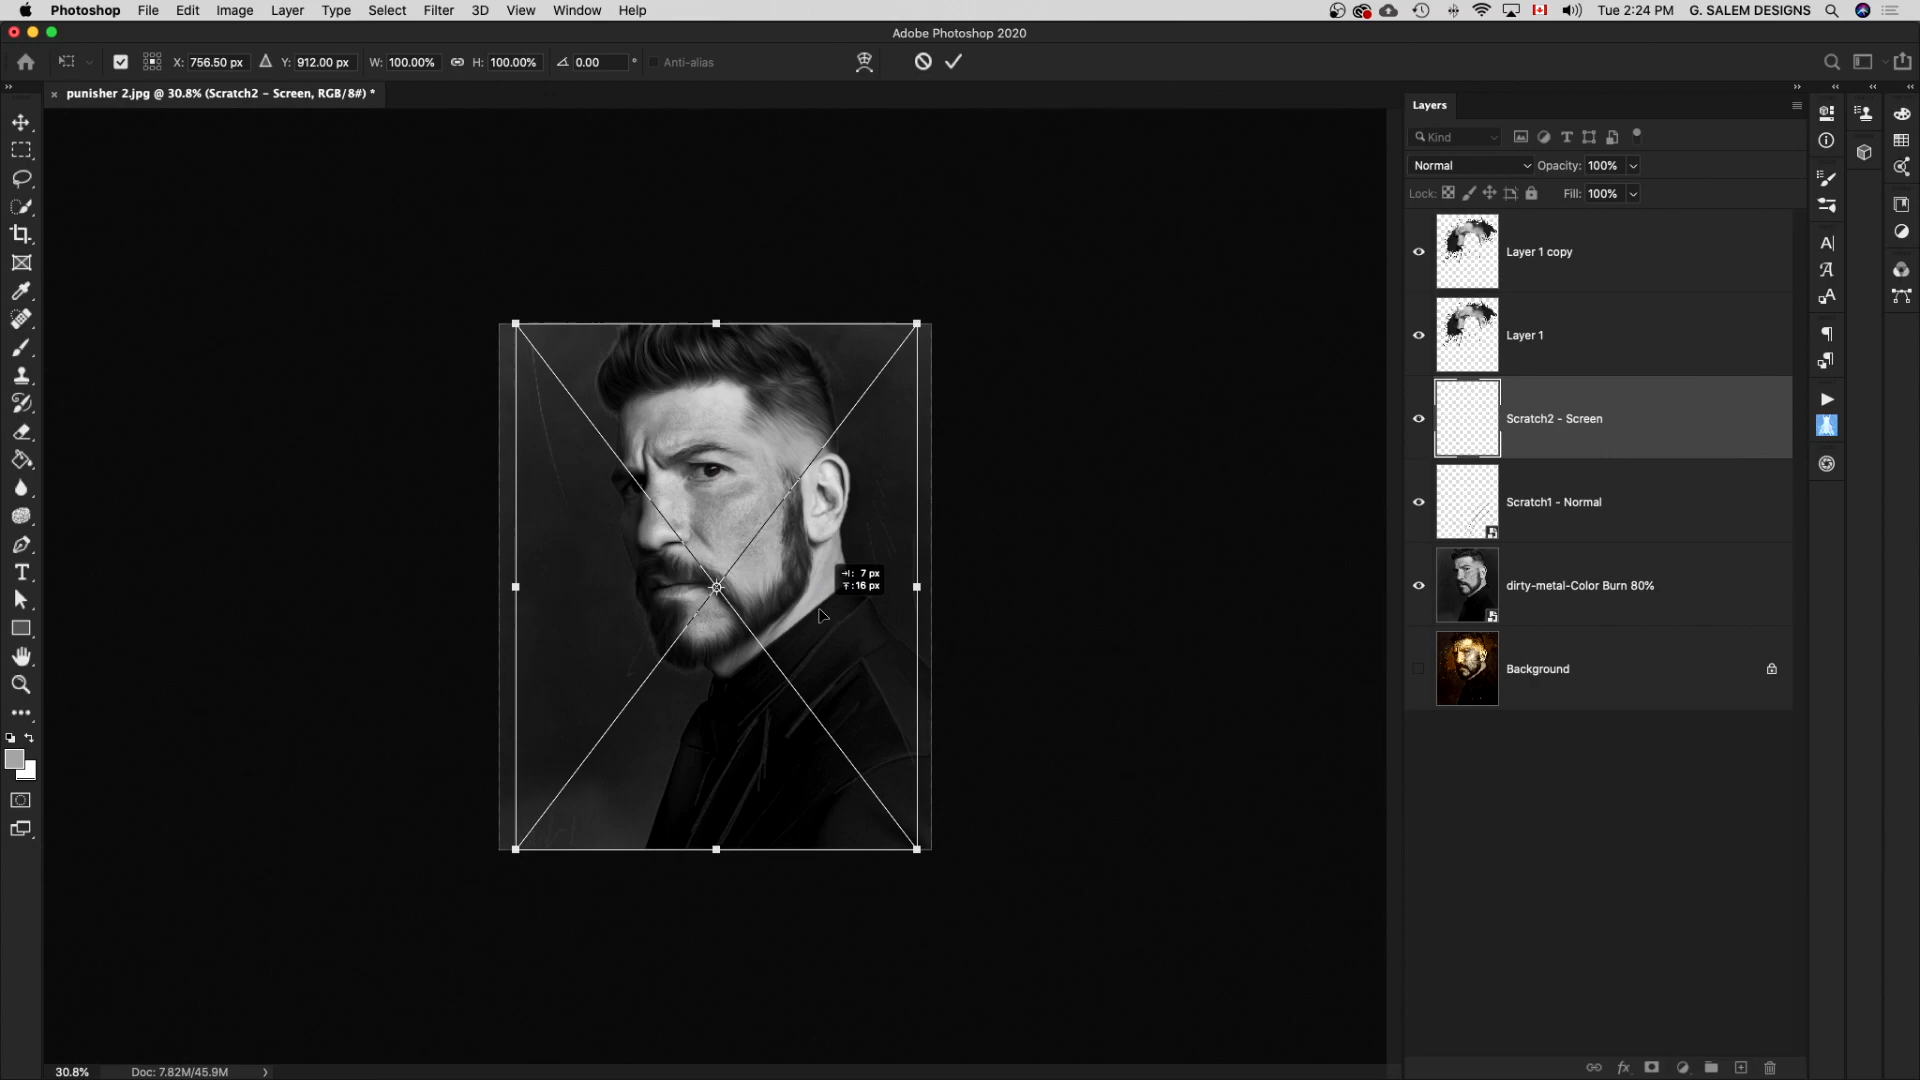 Photoshop File Edit Image Layer Type Select Filter 3D View Window Help Tue 2:24 PM G. SALEM DESIGNS
Adobe Photoshop 2020
X: 756.50 px Y: 912.00 px W: 100.00% H: 100.00% 0.00 ° Anti-alias
punisher 2.jpg @ 30.8% (Scratch2 - Screen, RGB/8#) *
Layers
Kind
Normal Opacity: 100%
Lock: Fill: 100%
Layer 1 copy
Layer 1
Scratch2 - Screen
Scratch1 - Normal
dirty-metal-Color Burn 80%
Background
: 7 px
: 16 px
30.8% Doc: 7.82M/45.9M